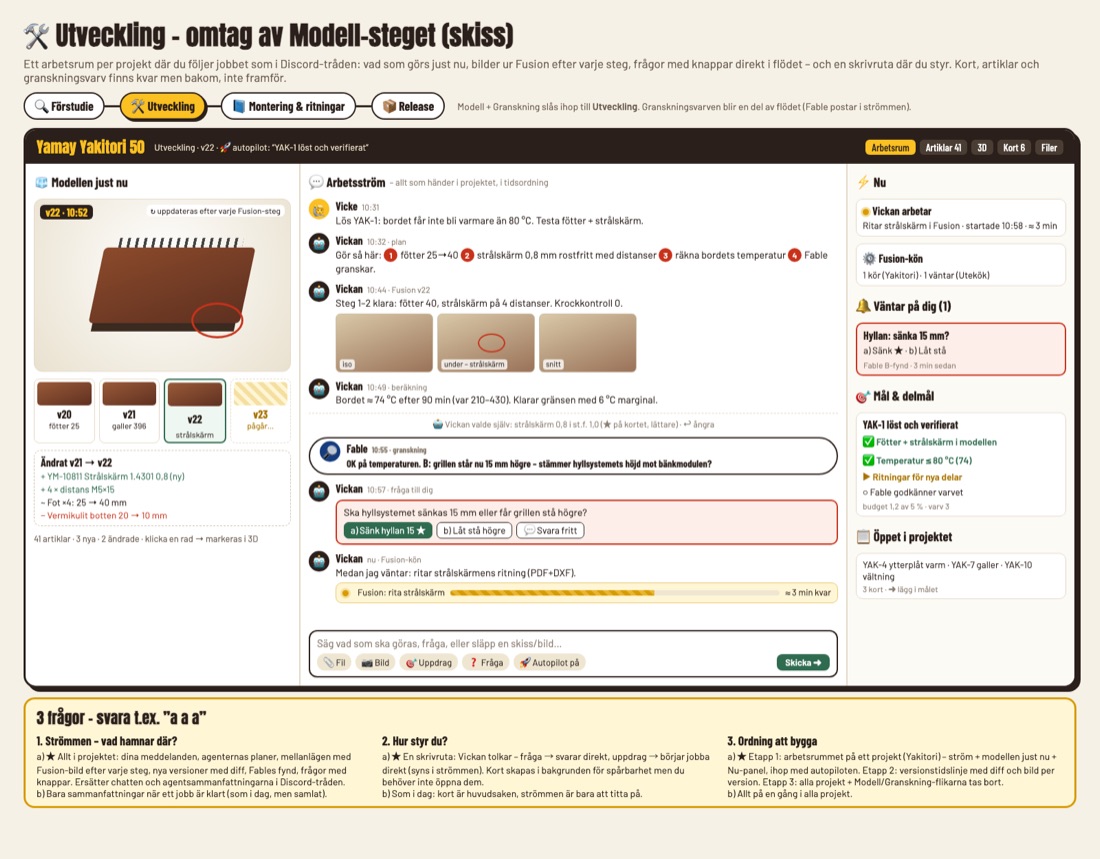 🛠️ Utveckling - omtag av Modell-steget (skiss)
Ett arbetsrum per projekt där du följer jobbet som i Discord-tråden: vad som görs just nu, bilder ur Fusion efter varje steg, frågor med knappar direkt i flödet – och en skrivruta där du styr. Kort, artiklar och
granskningsvarv finns kvar men bakom, inte framför.
🔍 Förstudie
🛠️ Utveckling
📘 Montering & ritningar
📦 Release
Modell + Granskning slås ihop till Utveckling. Granskningsvarven blir en del av flödet (Fable postar i strömmen).
Yamay Yakitori 50
Utveckling · v22 · 🚀 autopilot: ”YAK-1 löst och verifierat”
Arbetsrum
Artiklar 41
3D
Kort 6
Filer
🧊 Modellen just nu
v22 · 10:52
↻ uppdateras efter varje Fusion-steg
v20
fötter 25
v21
galler 396
v22
strålskärm
v23
pågår…
Ändrat v21 → v22
+ YM-10811 Strålskärm 1.4301 0,8 (ny)
+ 4 × distans M5×15
~ Fot ×4: 25 → 40 mm
− Vermikulit botten 20 → 10 mm
41 artiklar · 3 nya · 2 ändrade · klicka en rad → markeras i 3D
💬 Arbetsström – allt som händer i projektet, i tidsordning
Vicke 10:31
Lös YAK-1: bordet får inte bli varmare än 80 °C. Testa fötter + strålskärm.
Vickan 10:32 · plan
Gör så här: 1 fötter 25→40 2 strålskärm 0,8 mm rostfritt med distanser 3 räkna bordets temperatur 4 Fable
granskar.
Vickan 10:44 · Fusion v22
Steg 1–2 klara: fötter 40, strålskärm på 4 distanser. Krockkontroll 0.
iso
under – strålskärm
snitt
Vickan 10:49 · beräkning
Bordet ≈ 74 °C efter 90 min (var 210–430). Klarar gränsen med 6 °C marginal.
🤖 Vickan valde själv: strålskärm 0,8 i st.f. 1,0 (★ på kortet, lättare) · ↩ ångra
Fable 10:55 · granskning
OK på temperaturen. B: grillen står nu 15 mm högre – stämmer hyllsystemets höjd mot bänkmodulen?
Vickan 10:57 · fråga till dig
Ska hyllsystemet sänkas 15 mm eller får grillen stå högre?
a) Sänk hyllan 15 ★
b) Låt stå högre
💬 Svara fritt
Vickan nu · Fusion-kön
Medan jag väntar: ritar strålskärmens ritning (PDF+DXF).
Fusion: rita strålskärm
≈ 3 min kvar
Säg vad som ska göras, fråga, eller släpp en skiss/bild…
📎 Fil
📷 Bild
🎯 Uppdrag
❓ Fråga
🚀 Autopilot på
Skicka ➜
⚡ Nu
Vickan arbetar
Ritar strålskärm i Fusion · startade 10:58 · ≈ 3 min
⚙️ Fusion-kön
1 kör (Yakitori) · 1 väntar (Utekök)
🔔 Väntar på dig (1)
Hyllan: sänka 15 mm?
a) Sänk ★ · b) Låt stå
Fable B-fynd · 3 min sedan
🎯 Mål & delmål
YAK-1 löst och verifierat
✅ Fötter + strålskärm i modellen
✅ Temperatur ≤ 80 °C (74)
▶ Ritningar för nya delar
○ Fable godkänner varvet
budget 1,2 av 5 % · varv 3
📋 Öppet i projektet
YAK-4 ytterplåt varm · YAK-7 galler · YAK-10
vältning
3 kort · ➜ lägg i målet
3 frågor - svara t.ex. ”a a a”
1. Strömmen – vad hamnar där?
a) ★ Allt i projektet: dina meddelanden, agenternas planer, mellanlägen med
Fusion-bild efter varje steg, nya versioner med diff, Fables fynd, frågor med
knappar. Ersätter chatten och agentsammanfattningarna i Discord-tråden.
b) Bara sammanfattningar när ett jobb är klart (som i dag, men samlat).
2. Hur styr du?
a) ★ En skrivruta: Vickan tolkar – fråga → svarar direkt, uppdrag → börjar jobba
direkt (syns i strömmen). Kort skapas i bakgrunden för spårbarhet men du
behöver inte öppna dem.
b) Som i dag: kort är huvudsaken, strömmen är bara att titta på.
3. Ordning att bygga
a) ★ Etapp 1: arbetsrummet på ett projekt (Yakitori) – ström + modellen just nu +
Nu-panel, ihop med autopiloten. Etapp 2: versionstidslinje med diff och bild per
version. Etapp 3: alla projekt + Modell/Granskning-flikarna tas bort.
b) Allt på en gång i alla projekt.